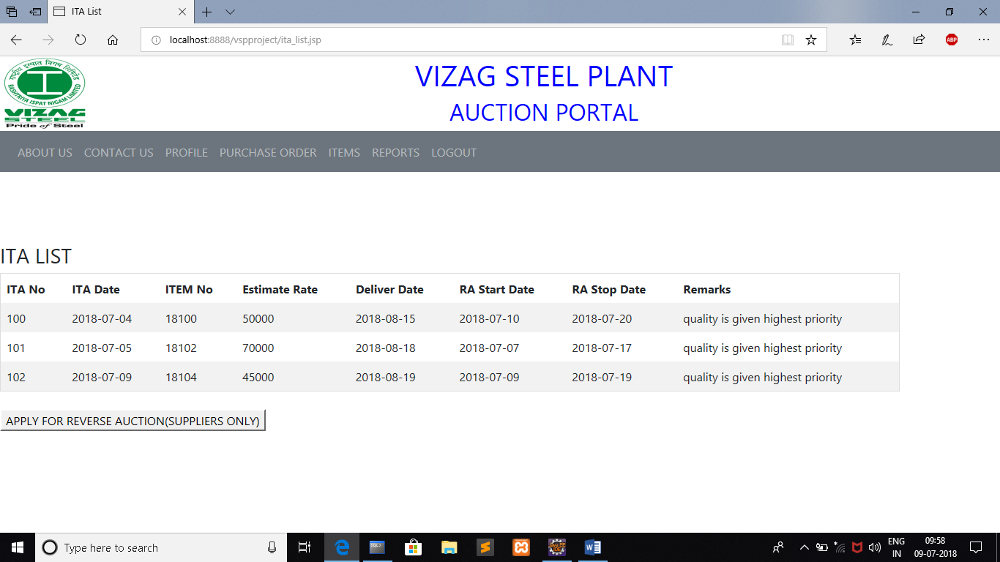 ITA List
localhost:8888/vspproject/ita_list.jsp
ABP
राष्ट्रीय इस्पात निगम लिमिटेड
RASHTRIYA ISPAT NIGAM LIMITED
VIZAG
STEEL
Pride of Steel
VIZAG STEEL PLANT
AUCTION PORTAL
ABOUT US CONTACT US PROFILE PURCHASE ORDER ITEMS REPORTS LOGOUT
ITA LIST
ITA No ITA Date ITEM No Estimate Rate Deliver Date RA Start Date RA Stop Date Remarks
100 2018-07-04 18100 50000 2018-08-15 2018-07-10 2018-07-20 quality is given highest priority
101 2018-07-05 18102 70000 2018-08-18 2018-07-07 2018-07-17 quality is given highest priority
102 2018-07-09 18104 45000 2018-08-19 2018-07-09 2018-07-19 quality is given highest priority
APPLY FOR REVERSE AUCTION(SUPPLIERS ONLY)
Type here to search
ENG 09:58
IN 09-07-2018